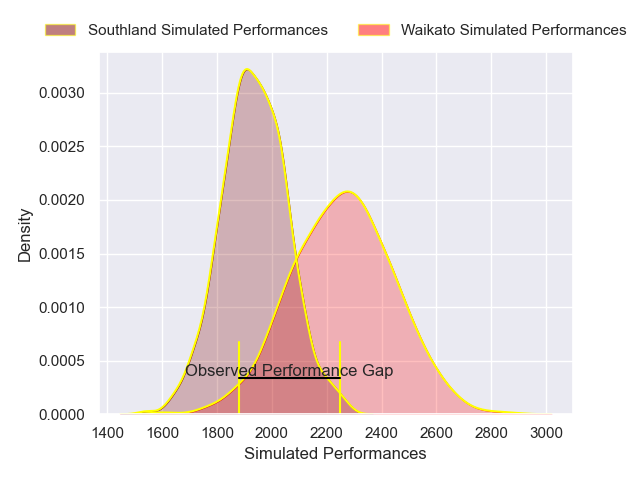 Southland Simulated Performances Waikato Simulated Performances
0.0030
0.0025
0.0020
0.0015
0.0010
0.0005
0.0000
Density
Observed Performance Gap
1400 1600 1800 2000 2200 2400 2600 2800 3000
Simulated Performances